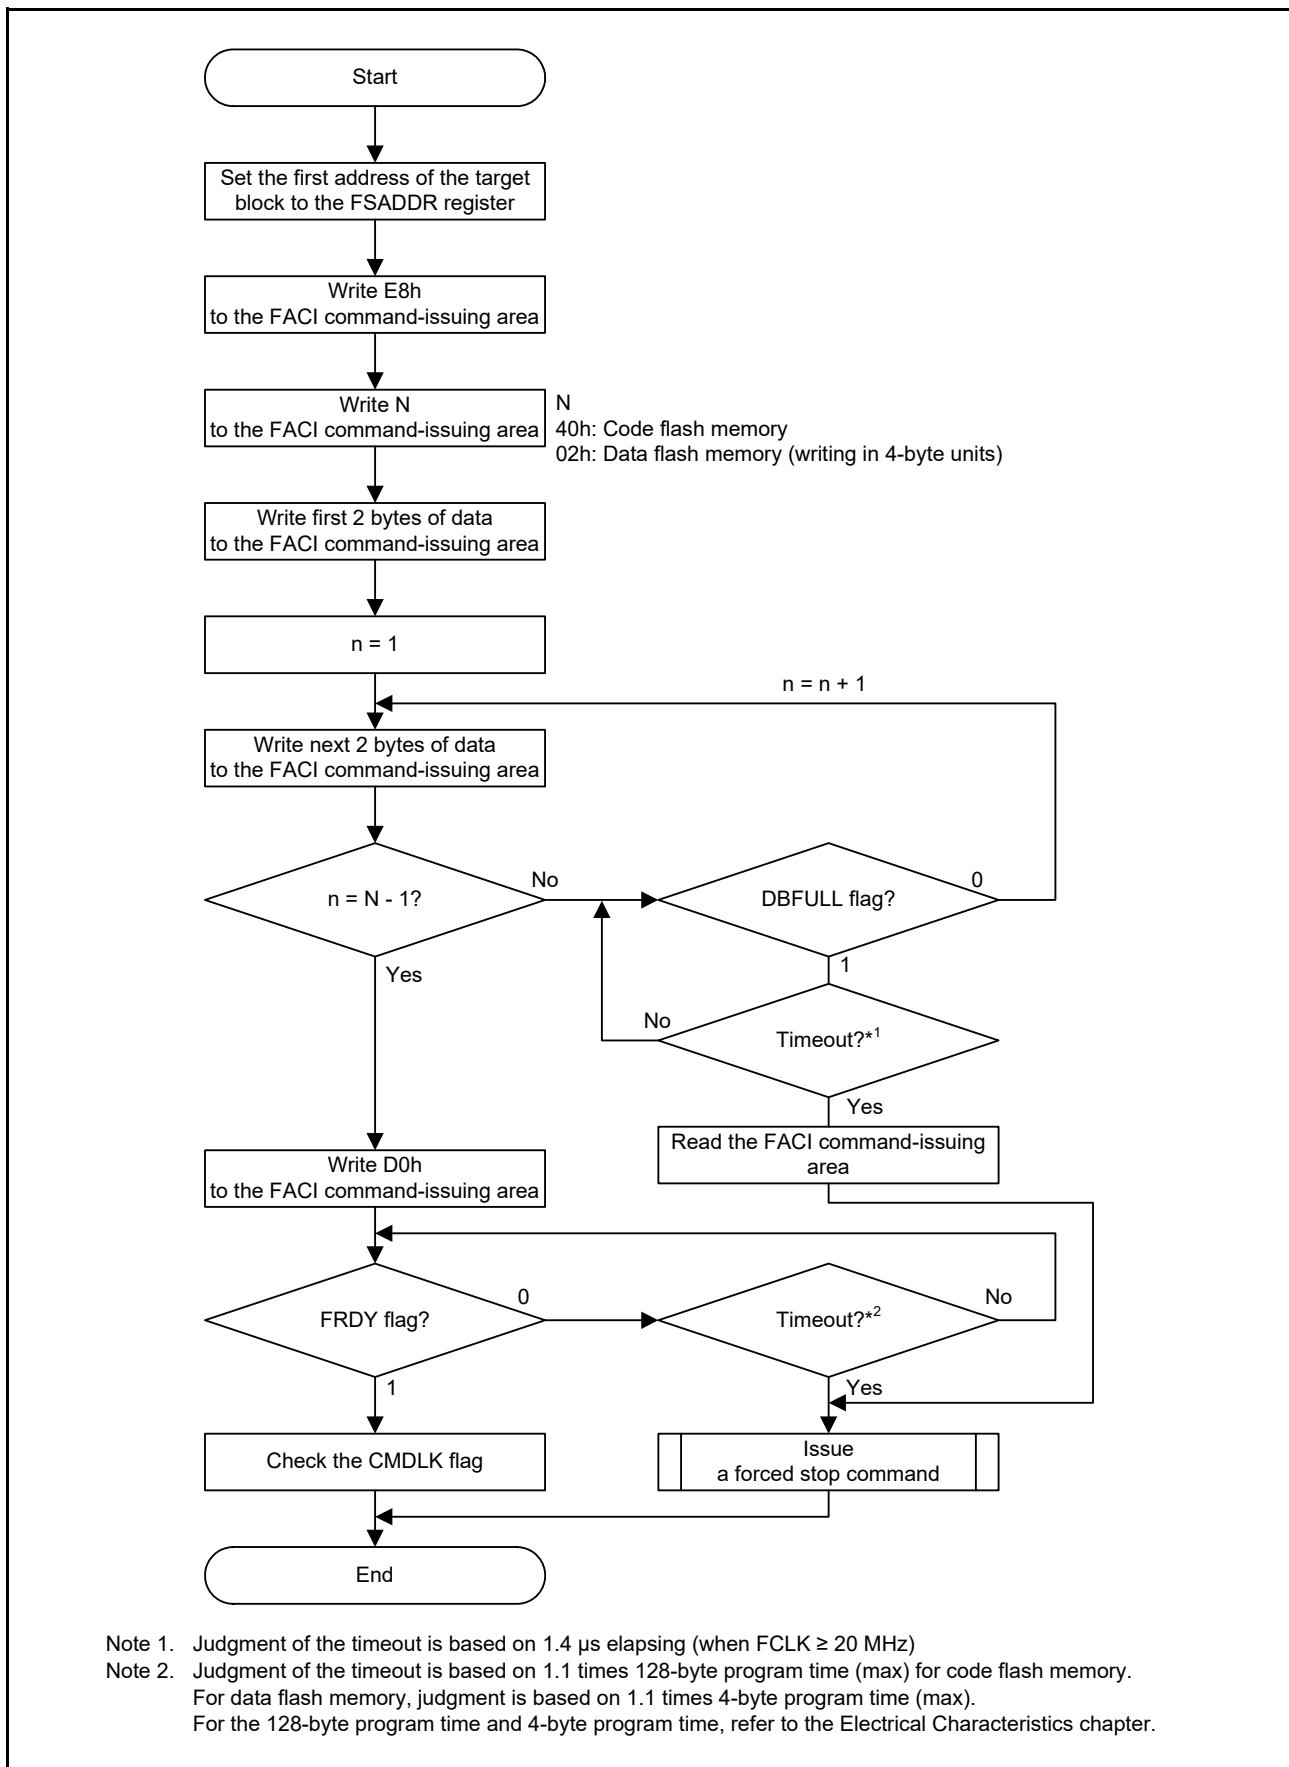 Start
Set the first address of the target
block to the FSADDR register
Write E8h
to the FACI command-issuing area
Write N
to the FACI command-issuing area
N
40h: Code flash memory
02h: Data flash memory (writing in 4-byte units)
Write first 2 bytes of data
to the FACI command-issuing area
n = 1
n = n + 1
Write next 2 bytes of data
to the FACI command-issuing area
n = N - 1?
No
DBFULL flag?
0
Yes
1
No
Timeout?*1
Yes
Read the FACI command-issuing
area
Write D0h
to the FACI command-issuing area
FRDY flag?
0
Timeout?*2
No
1
Yes
Check the CMDLK flag
Issue
a forced stop command
End
Note 1. Judgment of the timeout is based on 1.4 µs elapsing (when FCLK ≥ 20 MHz)
Note 2. Judgment of the timeout is based on 1.1 times 128-byte program time (max) for code flash memory.
For data flash memory, judgment is based on 1.1 times 4-byte program time (max).
For the 128-byte program time and 4-byte program time, refer to the Electrical Characteristics chapter.